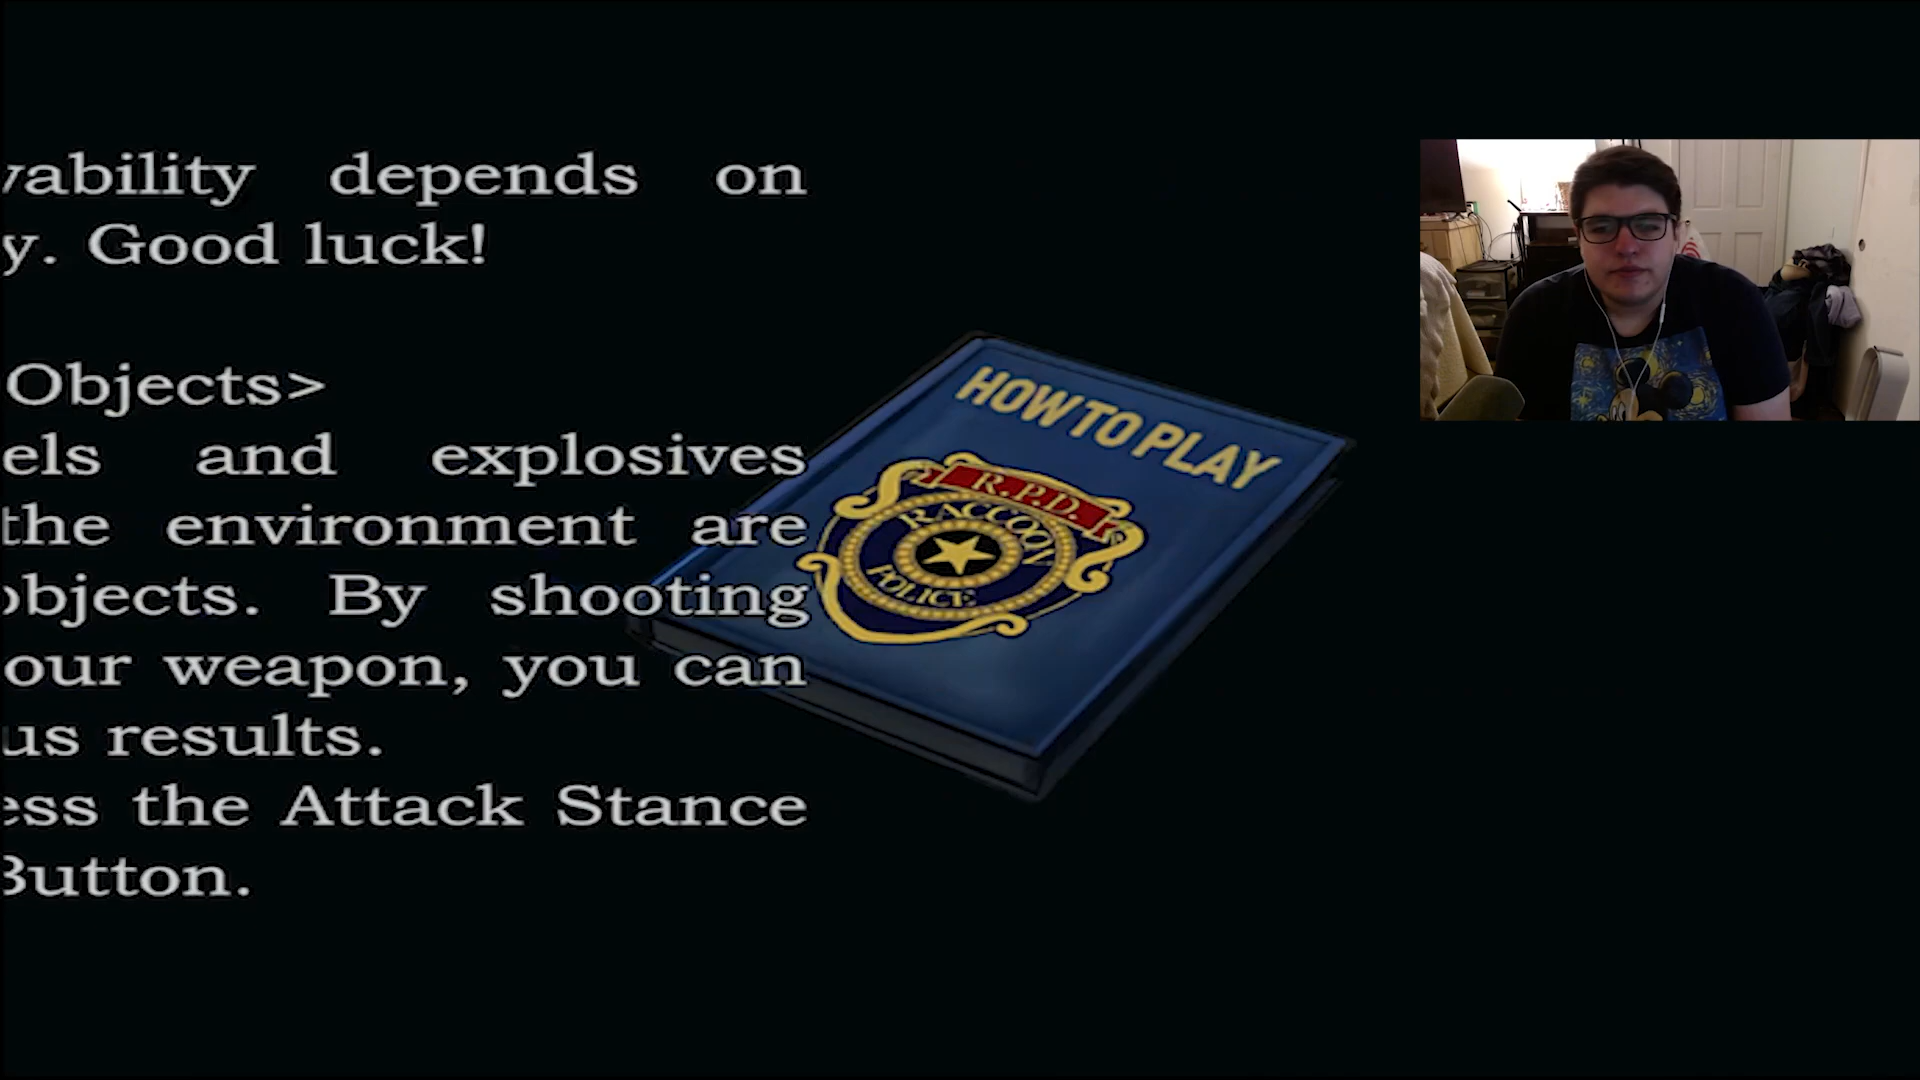 vability depends on
y. Good luck!
Objects>
els and explosives
the environment are
objects. By shooting
our weapon, you can
us results.
ess the Attack Stance
Button.
HOW TO PLAY
R.P.D.
RACCOON
POLICE